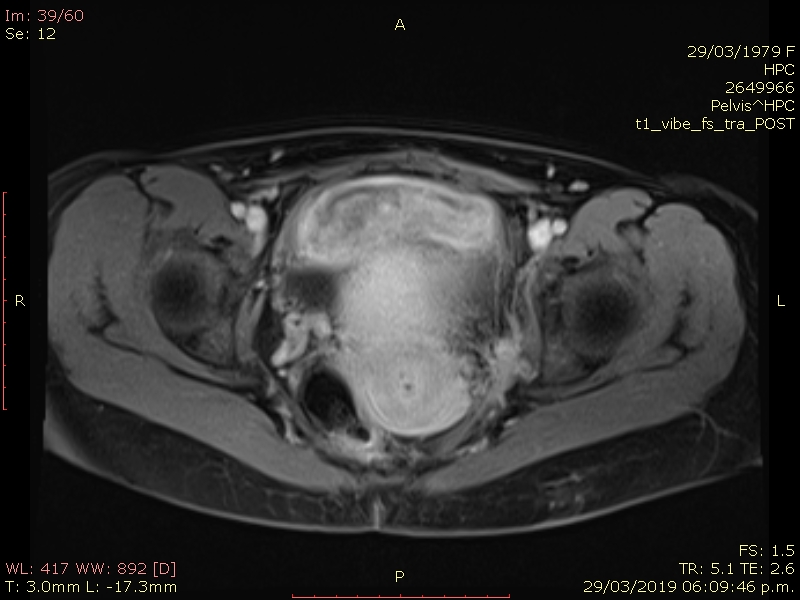 Im: 39/60
Se: 12
A
29/03/1979 F
HPC
2649966
Pelvis^HPC
t1_vibe_fs_tra_POST
R
L
WL: 417 WW: 892 [D]
T: 3.0mm L: -17.3mm
P
FS: 1.5
TR: 5.1 TE: 2.6
29/03/2019 06:09:46 p.m.